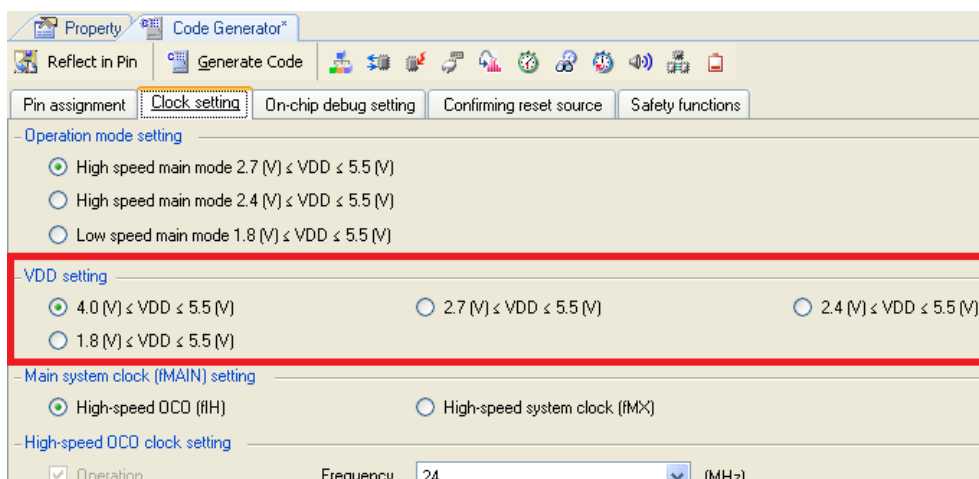 Property Code Generator*
Reflect in Pin Generate Code
Pin assignment Clock setting On-chip debug setting Confirming reset source Safety functions
Operation mode setting
High speed main mode 2.7 (V) ≤ VDD ≤ 5.5 (V)
High speed main mode 2.4 (V) ≤ VDD ≤ 5.5 (V)
Low speed main mode 1.8 (V) ≤ VDD ≤ 5.5 (V)
VDD setting
4.0 (V) ≤ VDD ≤ 5.5 (V) 2.7 (V) ≤ VDD ≤ 5.5 (V) 2.4 (V) ≤ VDD ≤ 5.5 (V)
1.8 (V) ≤ VDD ≤ 5.5 (V)
Main system clock (fMAIN) setting
High-speed OCO (fIH) High-speed system clock (fMX)
High-speed OCO clock setting
Operation Frequency 24 (MHz)